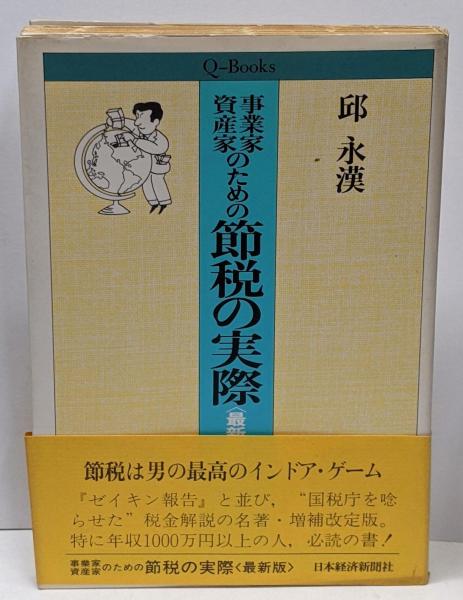 Q-Books
邱 永漢
事業家
資産家のための節税の実際〈最新
節税は男の最高のインドア・ゲーム
『ゼイキン報告』と並び，“国税庁を唸
らせた”税金解説の名著・増補改定版。
特に年収1000万円以上の人，必読の書!
事業家
資産家のための節税の実際〈最新版〉 日本経済新聞社